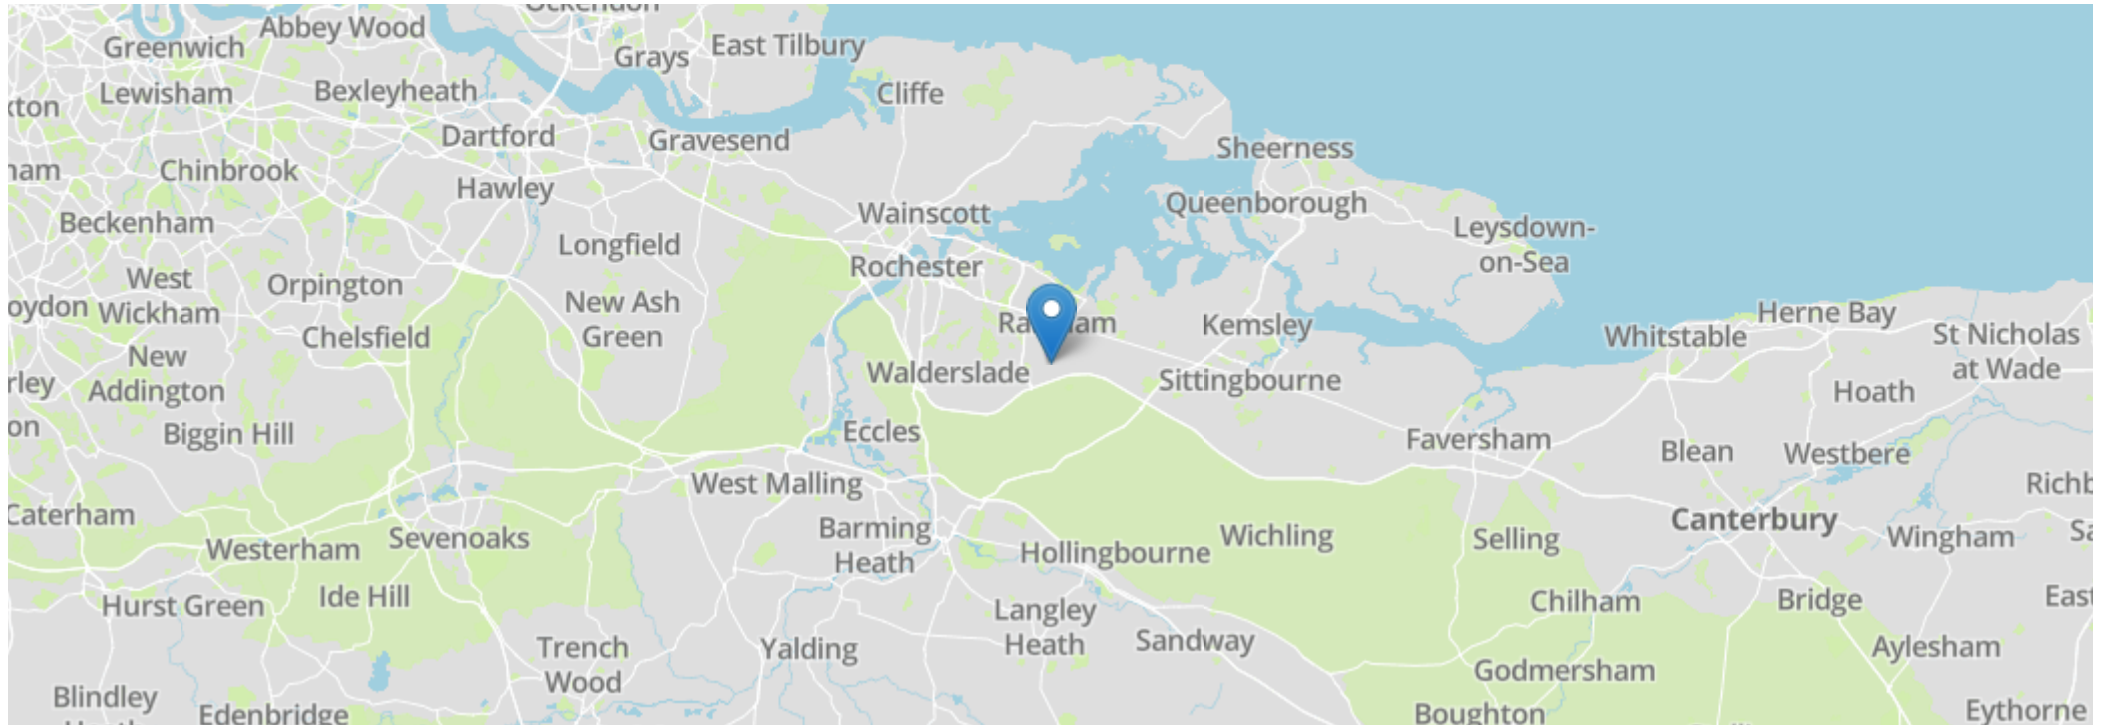 Abbey Wood
Greenwich
Grays
East Tilbury
Lewisham
Bexleyheath
Cliffe
Dartford
Gravesend
Sheerness
Chinbrook
Hawley
Queenborough
Beckenham
Wainscott
Leysdown-
on-Sea
Longfield
Rochester
West
Wickham
Orpington
New Ash
Green
Chelsfield
Kemsley
Herne Bay
Whitstable
St Nicholas
at Wade
New
Addington
Walderslade
Sittingbourne
Hoath
Biggin Hill
Eccles
Faversham
Blean
Westbere
West Malling
Caterham
Canterbury
Barming
Heath
Wichling
Selling
Wingham
Westerham
Sevenoaks
Hollingbourne
Hurst Green
Ide Hill
Langley
Heath
Chilham
Bridge
Trench
Wood
Yalding
Sandway
Aylesham
Godmersham
Blindley
Edenbridge
Boughton
Eythorne